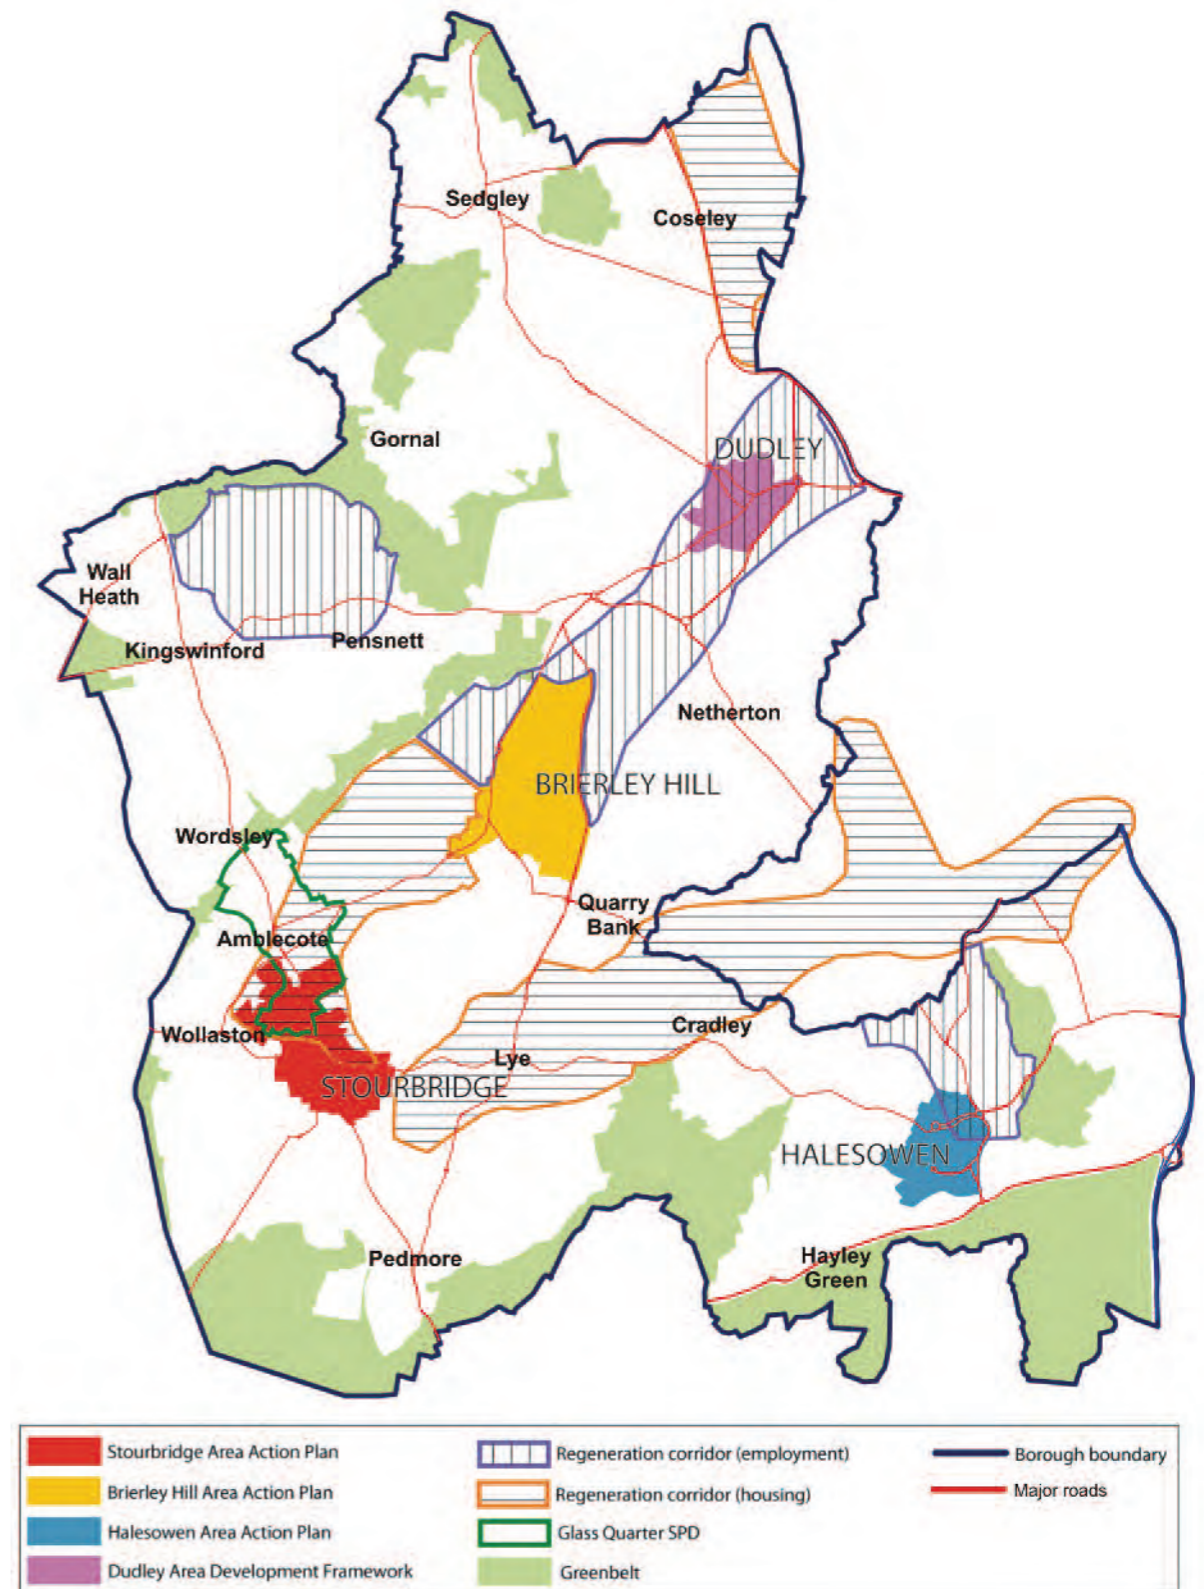 Sedgley
Coseley
DUDLEY
Gornal
Wall
Heath
Kingswinford
Pensnett
Netherton
BRIERLEY HILL
Wordsley
Quarry
Bank
Amblecote
Wollaston
Cradley
Lye
STOURBRIDGE
HALESOWEN
Pedmore
Hayley
Green
Stourbridge Area Action Plan
Brierley Hill Area Action Plan
Halesowen Area Action Plan
Dudley Area Development Framework
Regeneration corridor (employment)
Regeneration corridor (housing)
Glass Quarter SPD
Greenbelt
Borough boundary
Major roads